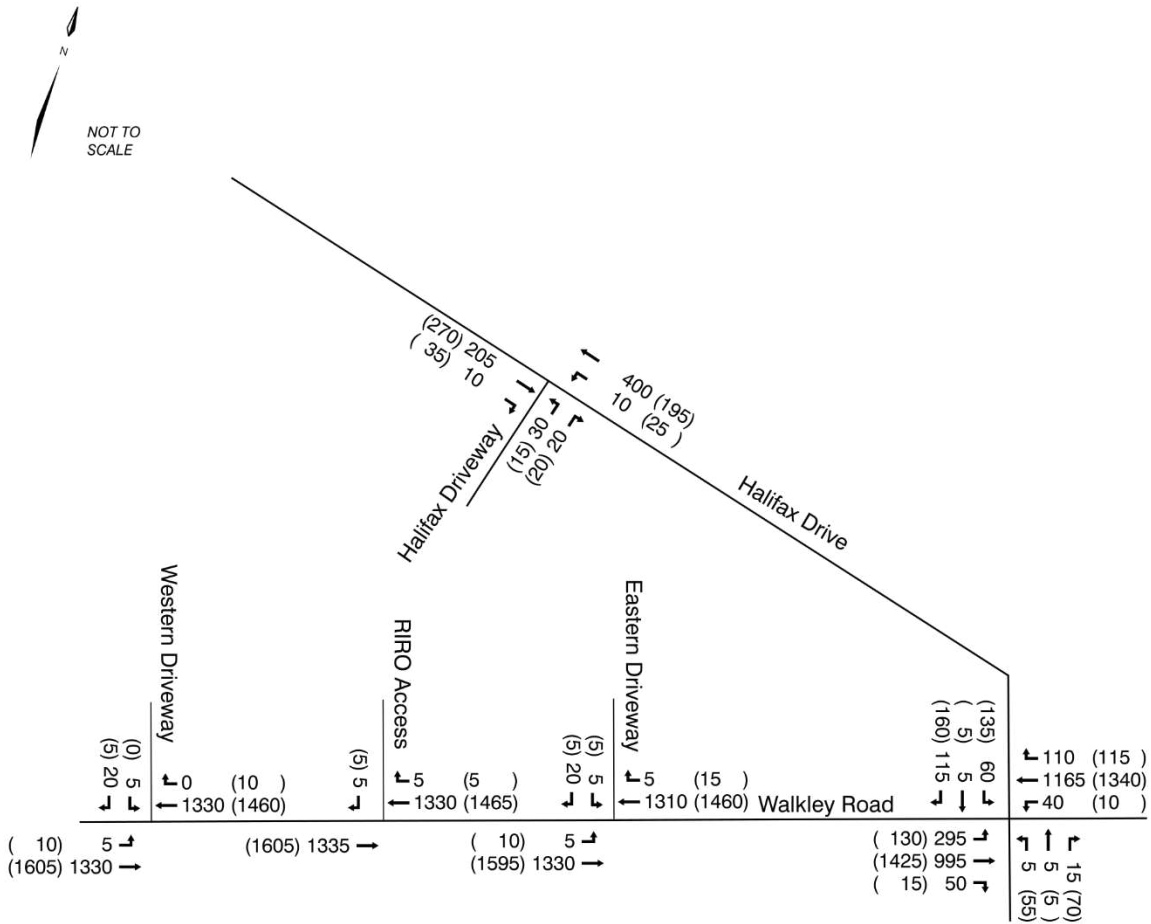 N
NOT TO
SCALE
(270) 205
( 35) 10
400 (195)
10 (25 )
(15) 30
(20) 20
Halifax Driveway
Halifax Drive
Western Driveway
RIRO Access
Eastern Driveway
(5) 20
(0) 5
0 (10 )
1330 (1460)
(5) 5
5 (5 )
1330 (1465)
(5) 20
(5) 5
5 (15 )
1310 (1460)
Walkley Road
(160) 115
( 5) 5
(135) 60
110 (115 )
1165 (1340)
40 (10 )
( 10) 5
(1605) 1330
(1605) 1335
( 10) 5
(1595) 1330
( 130) 295
(1425) 995
( 15) 50
5 (55)
5 (5 )
15 (70)